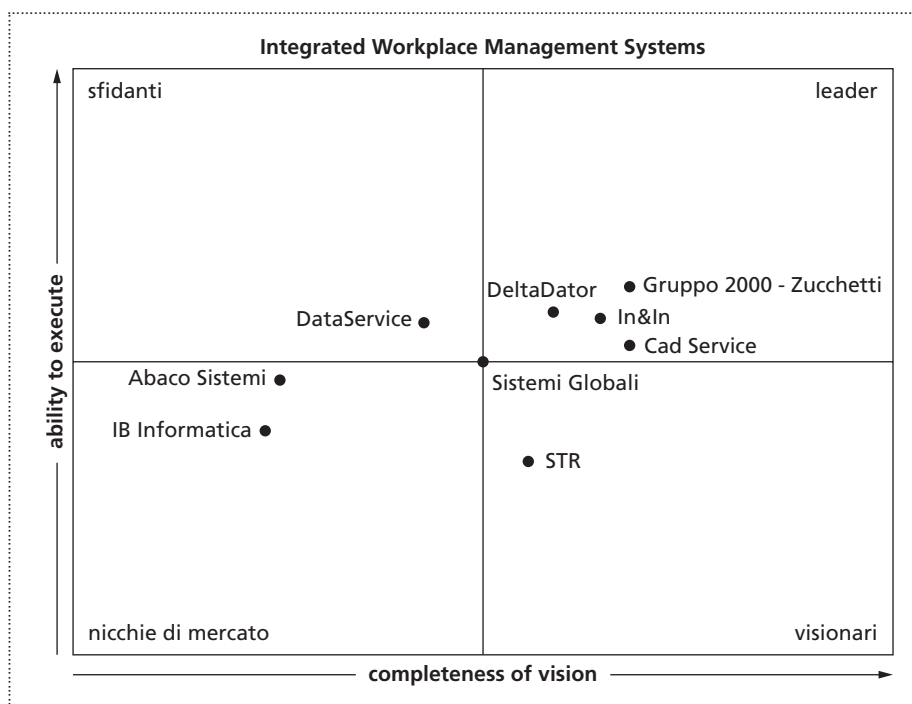 Integrated Workplace Management Systems
sfidanti
leader
ability to execute
Gruppo 2000 - Zucchetti
DeltaDator
DataService
In&In
Cad Service
Abaco Sistemi
Sistemi Globali
IB Informatica
STR
nicchie di mercato
visionari
completeness of vision